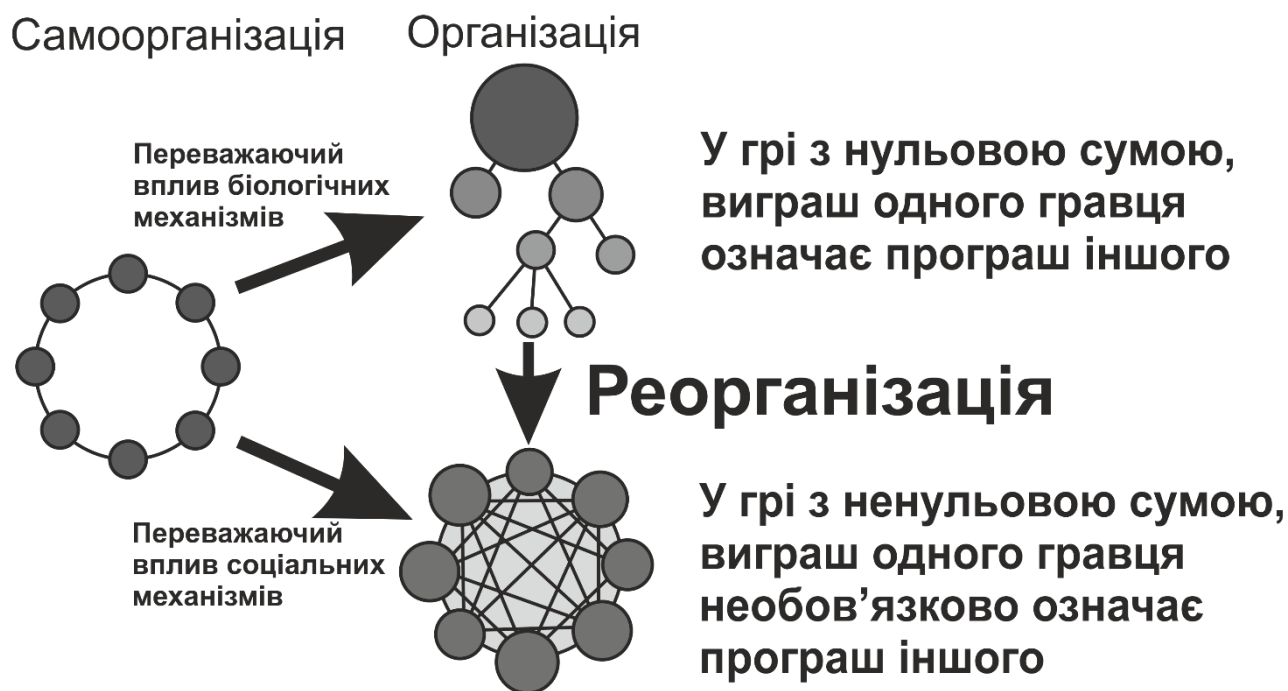 Самоорганізація
Організація
Переважаючий
вплив біологічних
механізмів
У грі з нульовою сумою,
виграш одного гравця
означає програш іншого
Реорганізація
Переважаючий
вплив соціальних
механізмів
У грі з ненульовою сумою,
виграш одного гравця
необов’язково означає
програш іншого